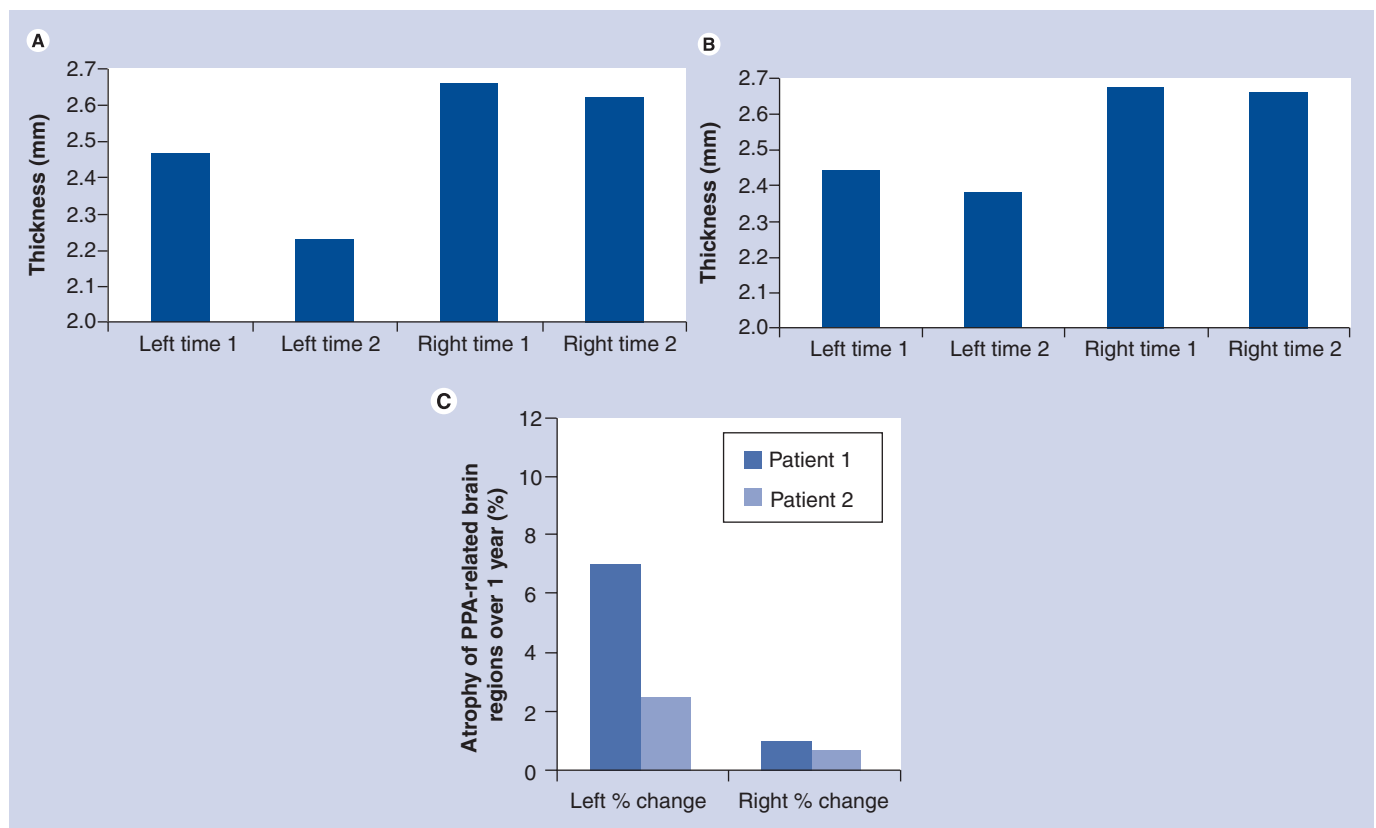 A
Thickness (mm)
2.7
2.6
2.5
2.4
2.3
2.2
2.1
2.0
Left time 1 Left time 2 Right time 1 Right time 2
B
Thickness (mm)
2.7
2.6
2.5
2.4
2.3
2.2
2.1
2.0
Left time 1 Left time 2 Right time 1 Right time 2
C
Atrophy of PPA-related brain
regions over 1 year (%)
12
10
8
6
4
2
0
Patient 1
Patient 2
Left % change Right % change